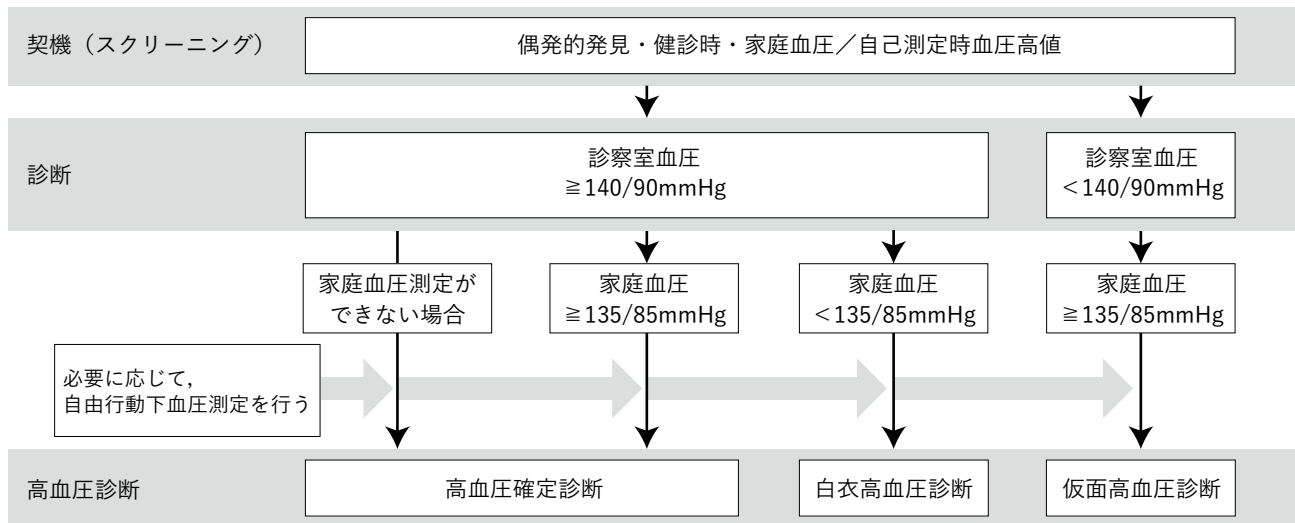 契機（スクリーニング）
偶発的発見・健診時・家庭血圧／自己測定時血圧高値
診断
診察室血圧
≧140/90mmHg
診察室血圧
＜140/90mmHg
家庭血圧測定が
できない場合
家庭血圧
≧135/85mmHg
家庭血圧
＜135/85mmHg
家庭血圧
≧135/85mmHg
必要に応じて，
自由行動下血圧測定を行う
高血圧診断
高血圧確定診断
白衣高血圧診断
仮面高血圧診断